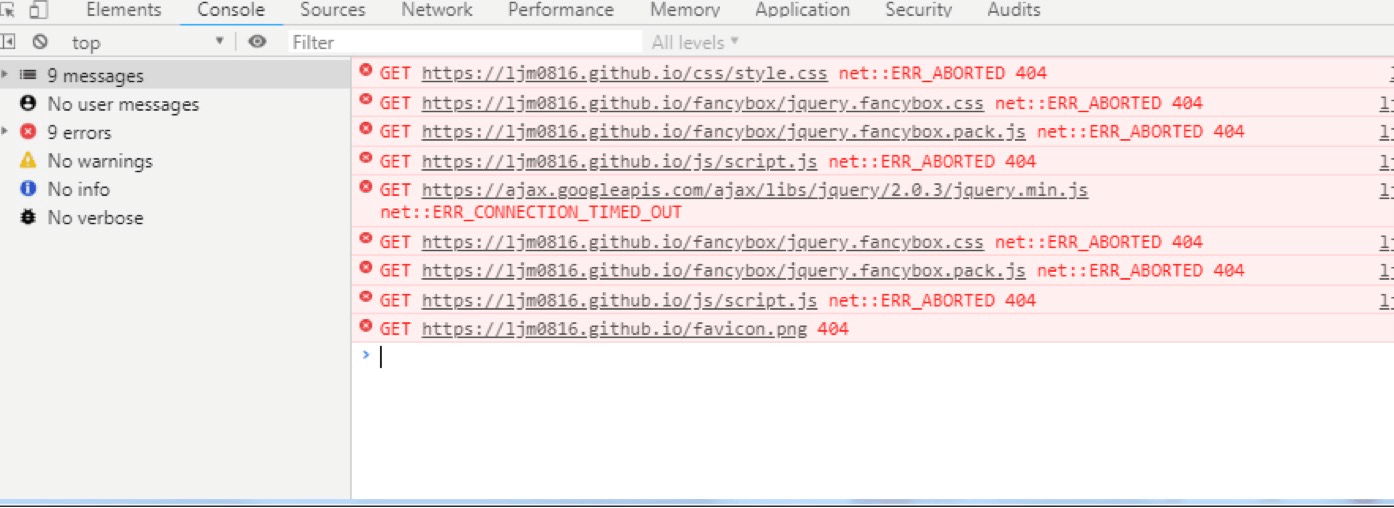 Elements Console Sources Network Performance Memory Application Security Audits
top Filter All levels
9 messages
No user messages
9 errors
No warnings
No info
No verbose
GET https://ljm0816.github.io/css/style.css net::ERR_ABORTED 404
GET https://ljm0816.github.io/fancybox/jquery.fancybox.css net::ERR_ABORTED 404
GET https://ljm0816.github.io/fancybox/jquery.fancybox.pack.js net::ERR_ABORTED 404
GET https://ljm0816.github.io/js/script.js net::ERR_ABORTED 404
GET https://ajax.googleapis.com/ajax/libs/jquery/2.0.3/jquery.min.js
net::ERR_CONNECTION_TIMED_OUT
GET https://ljm0816.github.io/fancybox/jquery.fancybox.css net::ERR_ABORTED 404
GET https://ljm0816.github.io/fancybox/jquery.fancybox.pack.js net::ERR_ABORTED 404
GET https://ljm0816.github.io/js/script.js net::ERR_ABORTED 404
GET https://ljm0816.github.io/favicon.png 404